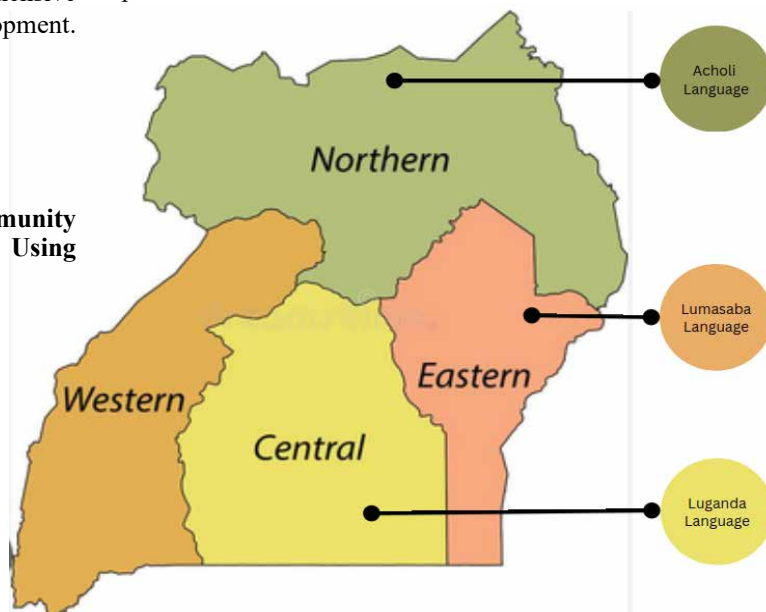 opment.
Acholi
Language
Northern
munity
Using
Lumasaba
Language
Western
Eastern
Central
Luganda
Language